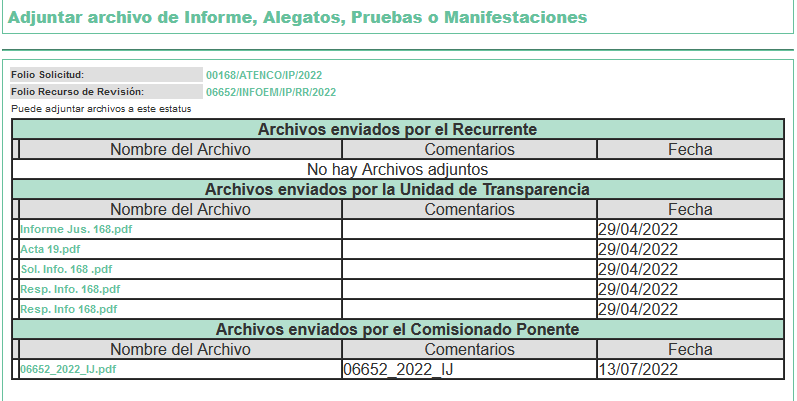 Adjuntar archivo de Informe, Alegatos, Pruebas o Manifestaciones
Folio Solicitud: 00168/ATENCO/IP/2022
Folio Recurso de Revisión: 06652/INFOEM/IP/RR/2022
Puede adjuntar archivos a este estatus
Archivos enviados por el Recurrente
Nombre del Archivo Comentarios Fecha
No hay Archivos adjuntos
Archivos enviados por la Unidad de Transparencia
Nombre del Archivo Comentarios Fecha
Informe Jus. 168.pdf 29/04/2022
Acta 19.pdf 29/04/2022
Sol. Info. 168 .pdf 29/04/2022
Resp. Info 168.pdf 29/04/2022
Resp. Info 168.pdf 29/04/2022
Archivos enviados por el Comisionado Ponente
Nombre del Archivo Comentarios Fecha
06652_2022_IJ.pdf 06652_2022_IJ 13/07/2022